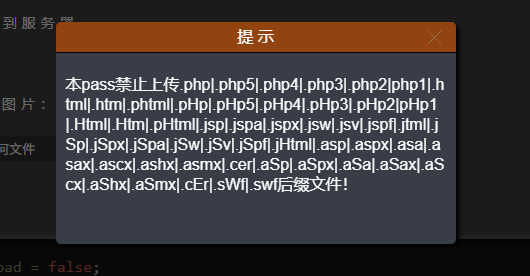 到服务器
提示
本pass禁止上传.php|.php5|.php4|.php3|.php2|php1|.h
tml|.htm|.phtml|.pHp|.pHp5|.pHp4|.pHp3|.pHp2|pHp1
|.Html|.Htm|.pHtml|.jsp|.jspa|.jspx|.jsw|.jsv|.jspf|.jtml|.j
Sp|.jSpx|.jSpa|.jSw|.jSv|.jSpf|.jHtml|.asp|.aspx|.asa|.a
sax|.ascx|.ashx|.asmx|.cer|.aSp|.aSpx|.aSa|.aSax|.aS
cx|.aShx|.aSmx|.cEr|.sWf|.swf后缀文件！
图片：
何文件
oad = false;